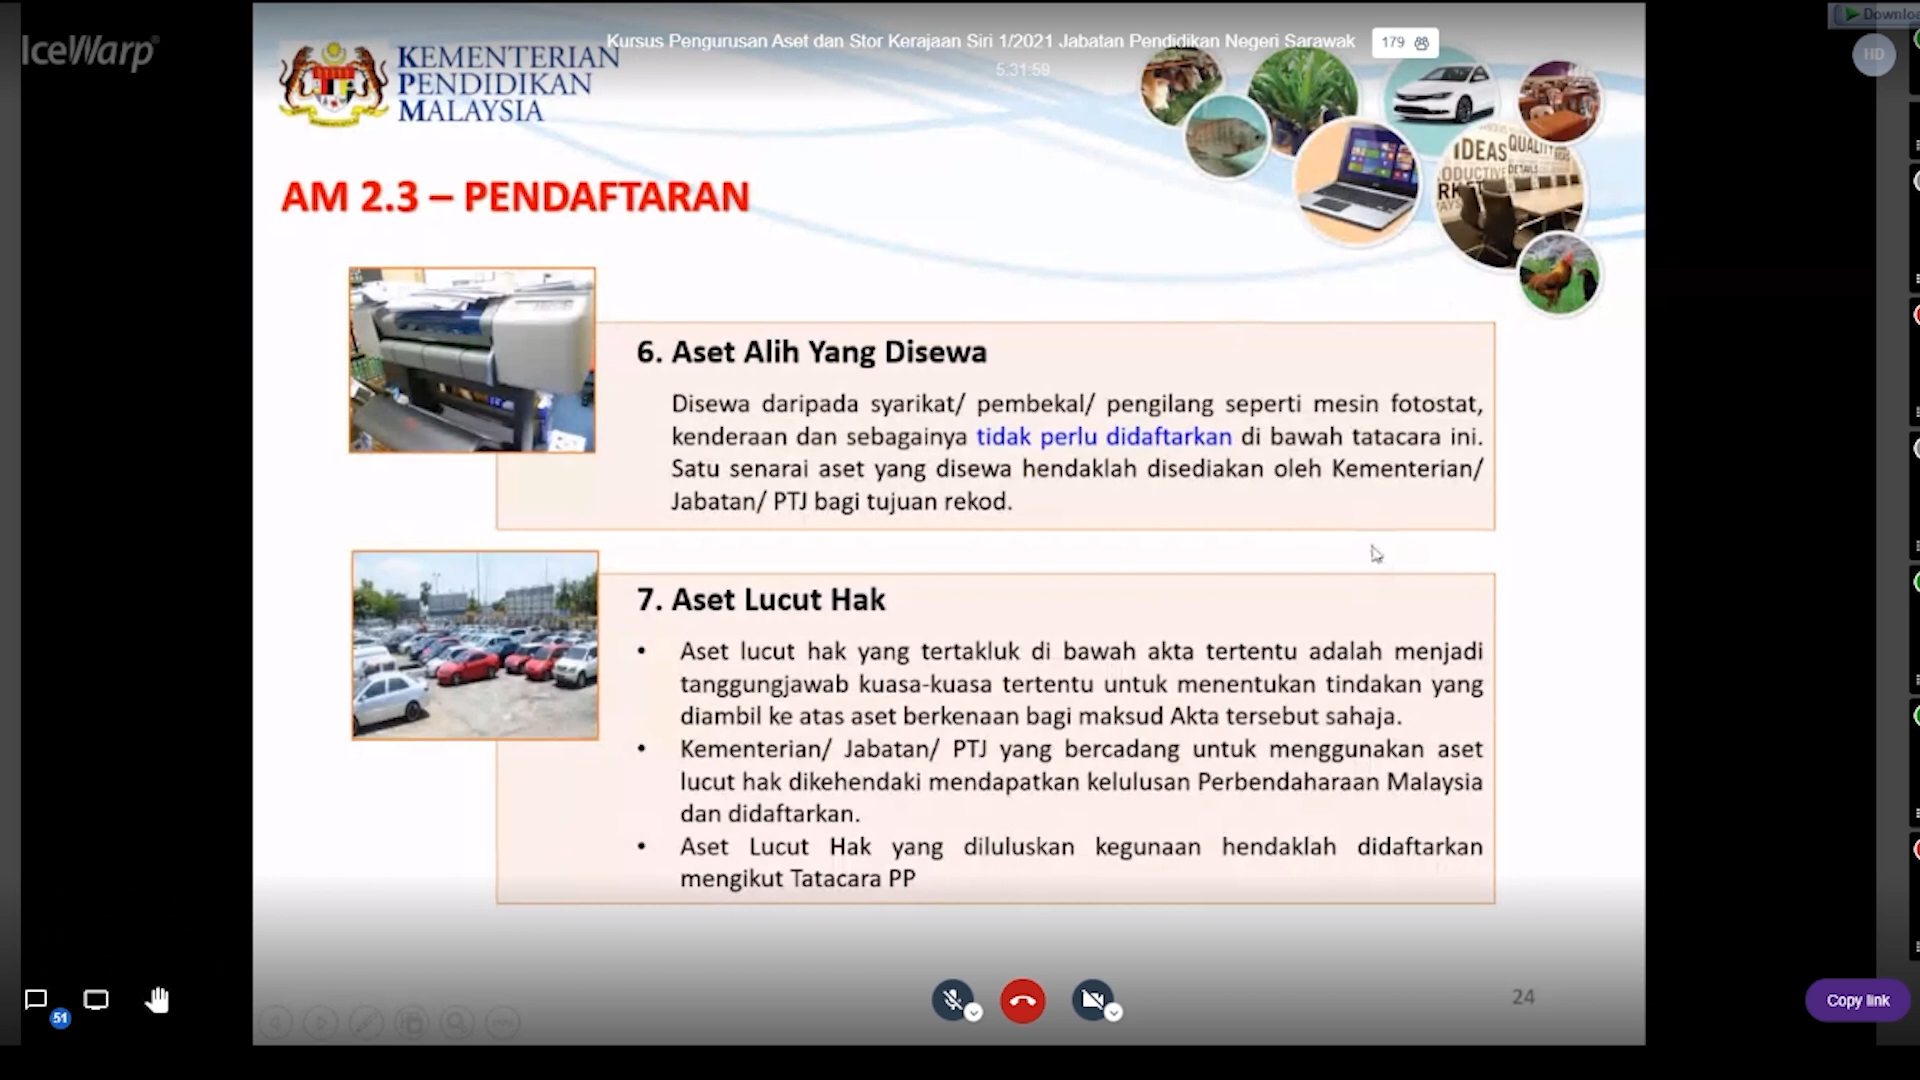 IceWarp®
Kursus Pengurusan Aset dan Stor Kerajaan Siri 1/2021 Jabatan Pendidikan Negeri Sarawak
179
5:31:59
HD
KEMENTERIAN
PENDIDIKAN
MALAYSIA
IDEAS QUALITY
DETAILS
AM 2.3 – PENDAFTARAN
6. Aset Alih Yang Disewa
Disewa daripada syarikat/ pembekal/ pengilang seperti mesin fotostat,
kenderaan dan sebagainya tidak perlu didaftarkan di bawah tatacara ini.
Satu senarai aset yang disewa hendaklah disediakan oleh Kementerian/
Jabatan/ PTJ bagi tujuan rekod.
7. Aset Lucut Hak
• Aset lucut hak yang tertakluk di bawah akta tertentu adalah menjadi
tanggungjawab kuasa-kuasa tertentu untuk menentukan tindakan yang
diambil ke atas aset berkenaan bagi maksud Akta tersebut sahaja.
• Kementerian/ Jabatan/ PTJ yang bercadang untuk menggunakan aset
lucut hak dikehendaki mendapatkan kelulusan Perbendaharaan Malaysia
dan didaftarkan.
• Aset Lucut Hak yang diluluskan kegunaan hendaklah didaftarkan
mengikut Tatacara PP
24
51
Copy link